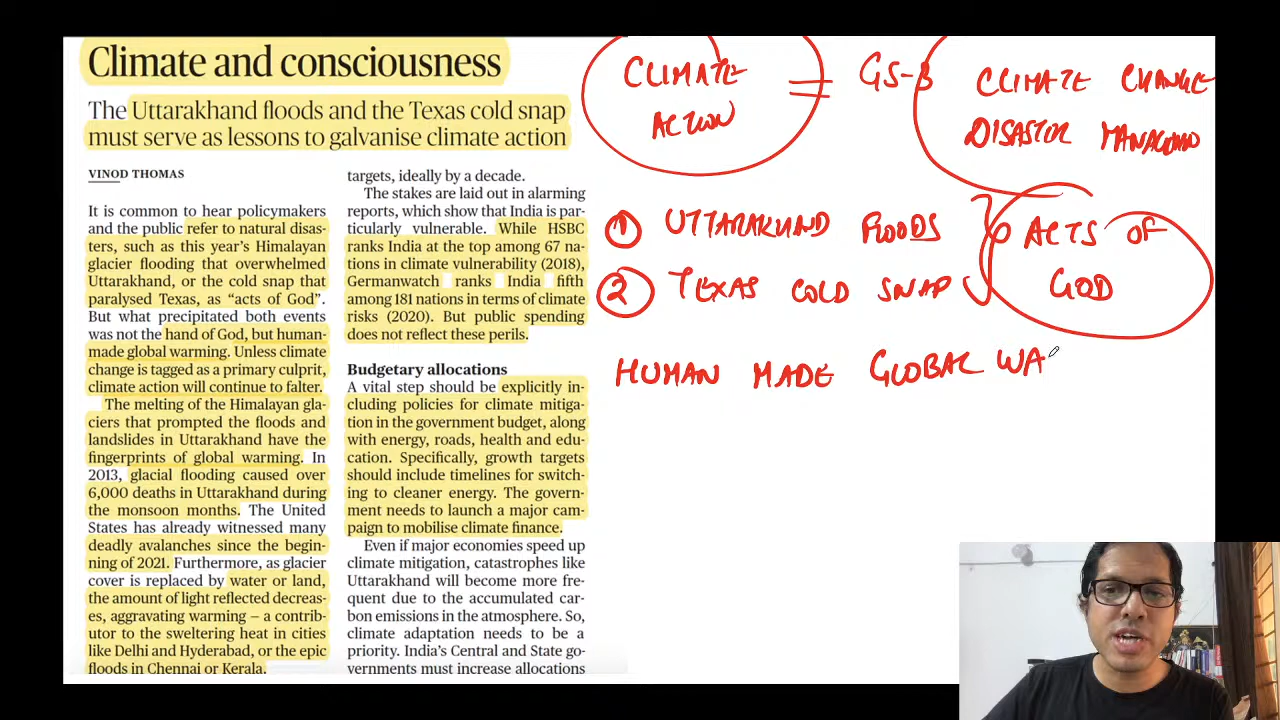 Climate and consciousness
The Uttarakhand floods and the Texas cold snap
must serve as lessons to galvanise climate action
VINOD THOMAS
It is common to hear policymakers
and the public refer to natural disas-
ters, such as this year's Himalayan
glacier flooding that overwhelmed
Uttarakhand, or the cold snap that
paralysed Texas, as “acts of God”.
But what precipitated both events
was not the hand of God, but human-
made global warming. Unless climate
change is tagged as a primary culprit,
climate action will continue to falter.
The melting of the Himalayan gla-
ciers that prompted the floods and
landslides in Uttarakhand have the
fingerprints of global warming. In
2013, glacial flooding caused over
6,000 deaths in Uttarakhand during
the monsoon months. The United
States has already witnessed many
deadly avalanches since the begin-
ning of 2021. Furthermore, as glacier
cover is replaced by water or land,
the amount of light reflected decreas-
es, aggravating warming — a contrib-
utor to the sweltering heat in cities
like Delhi and Hyderabad, or the epic
floods in Chennai or Kerala.
targets, ideally by a decade.
The stakes are laid out in alarming
reports, which show that India is par-
ticularly vulnerable. While HSBC
ranks India at the top among 67 na-
tions in climate vulnerability (2018),
Germanwatch ranks India fifth
among 181 nations in terms of climate
risks (2020). But public spending
does not reflect these perils.
Budgetary allocations
A vital step should be explicitly in-
cluding policies for climate mitiga-
tion in the government budget, along
with energy, roads, health and edu-
cation. Specifically, growth targets
should include timelines for switch-
ing to cleaner energy. The govern-
ment needs to launch a major cam-
paign to mobilise climate finance.
Even if major economies speed up
climate mitigation, catastrophes like
Uttarakhand will become more fre-
quent due to the accumulated car-
bon emissions in the atmosphere. So,
climate adaptation needs to be a
priority. India's Central and State go-
vernments must increase allocations
CLIMATE
ACTION
= GS-3
CLIMATE CHANGE
DISASTER
1 UTTARAKHAND FLOODS
2 TEXAS COLD SNAP
ACTS OF
GOD
HUMAN MADE GLOBAL WA